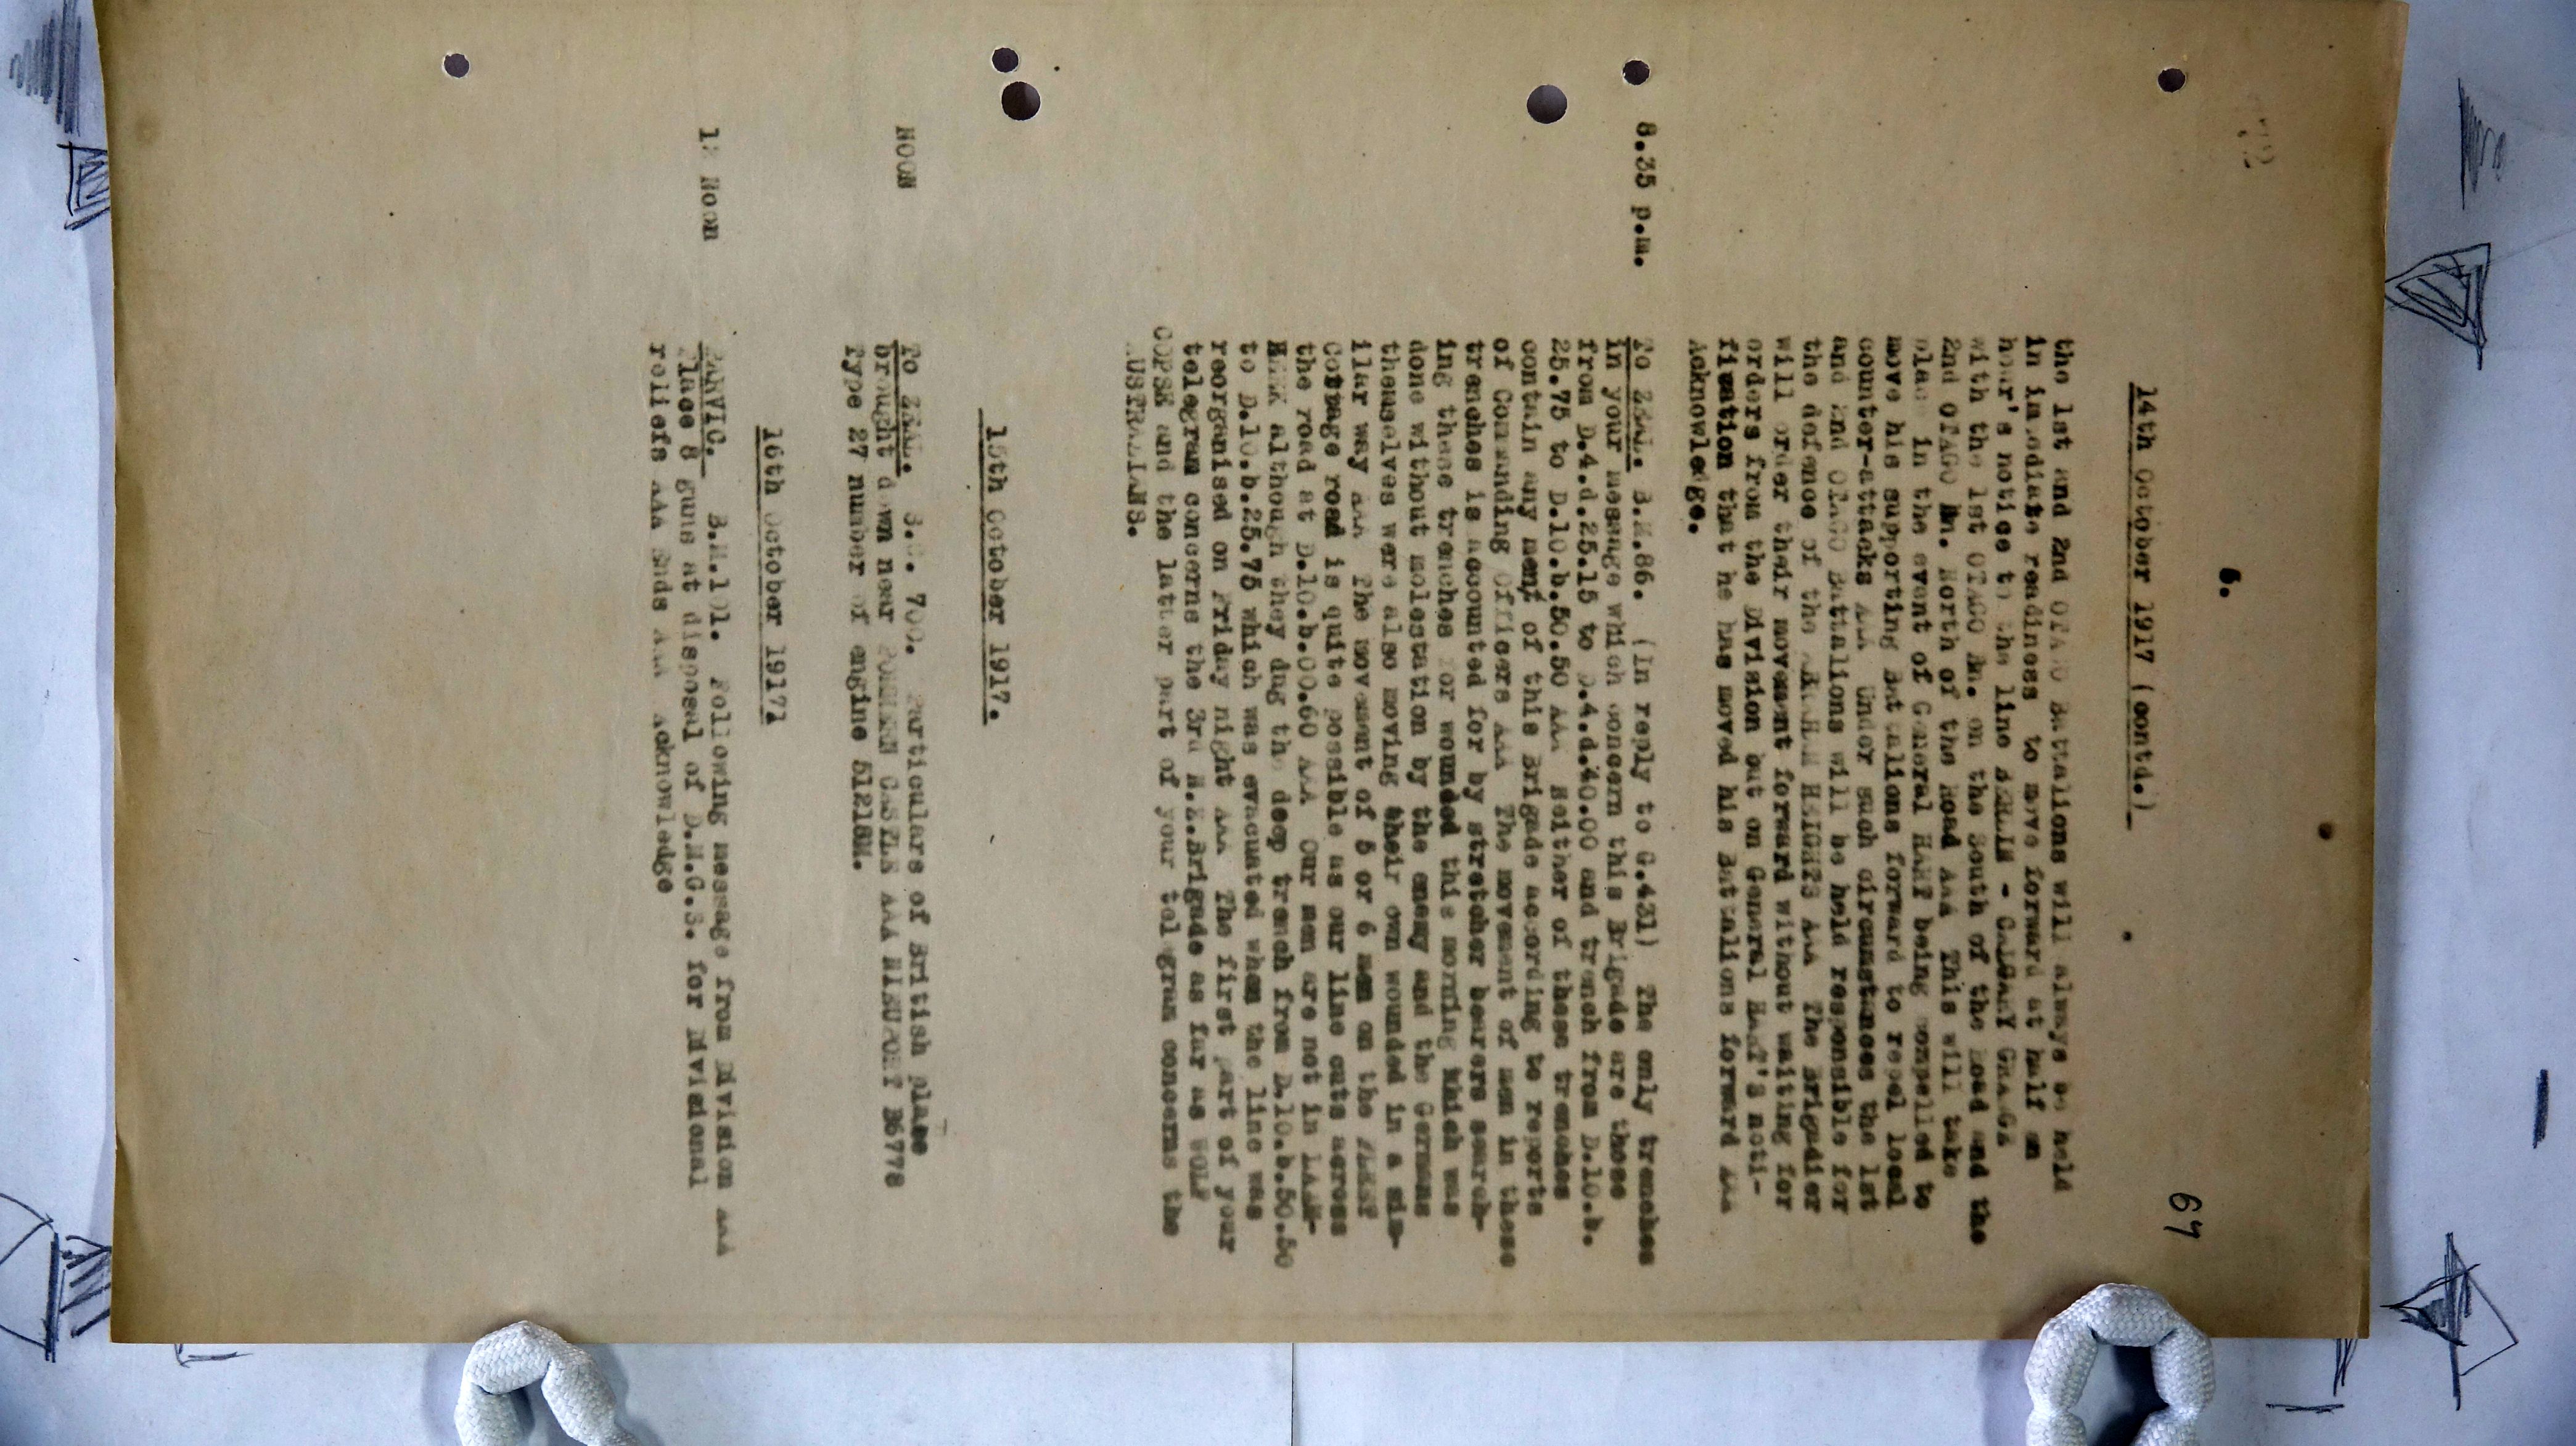 6.
69
14th October 1917 (contd.)
the 1st and 2nd OTAGO Battalions will always be held
in immediate readiness to move forward at half an
hour's notice to the line BERLIN - CALGARY
with the 1st OTAGO Bn. on the South of the Road and the
2nd OTAGO Bn. North of the Road AAA This will take
place in the event of General HART being compelled to
move his supporting Battalions forward to repel local
counter-attacks AAA Under such circumstances the 1st
and 2nd OTAGO Battalions will be held responsible for
the defence of the HEIGHTS AAA The Brigadier
will order their movement forward without waiting for
orders from the Division but on General HART'S noti-
fication that he has moved his Battalions forward AAA
Acknowledge.
8.35 p.m. To ZEAL. B.M.86. (In reply to G.431) The only trenches
in your message which concern this Brigade are those
from D.4.d.25.15 to D.4.d.40.00 and trench from D.10.b.
25.75 to D.10.b.50.50 AAA Neither of these trenches
contain any men of this Brigade according to reports
of Commanding Officers AAA The movement of men in these
trenches is accounted for by stretcher bearers search-
ing these trenches for wounded this morning which was
done without molestation by the enemy and the Germans
themselves were also moving their own wounded in a sim-
ilar way AAA The movement of 5 or 6 men on the
Cottage road is quite possible as our line cuts across
the road at D.10.b.00.60 AAA Our men are not in LAAM-
KEEK although they dug the deep trench from D.10.b.50.50
to D.10.b.25.75 which was evacuated when the line was
reorganised on Friday night AAA The first part of your
telegram concerns the 3rd N.Z.Brigade as far as WOLF
COPSE and the latter part of your telegram concerns the
AUSTRALIANS.
15th October 1917.
NOON To ZEAL. 700. Particulars of British plane
brought down near POMMERN CASTLE AAA NIEUPORT B6778
Type 27 number of engine 51218M.
16th October 19171
12 Noon B.M.101. Following message from Division AAA
Place 8 guns at disposal of D.M.G.S. for Divisional
reliefs AAA Ends AAA Acknowledge